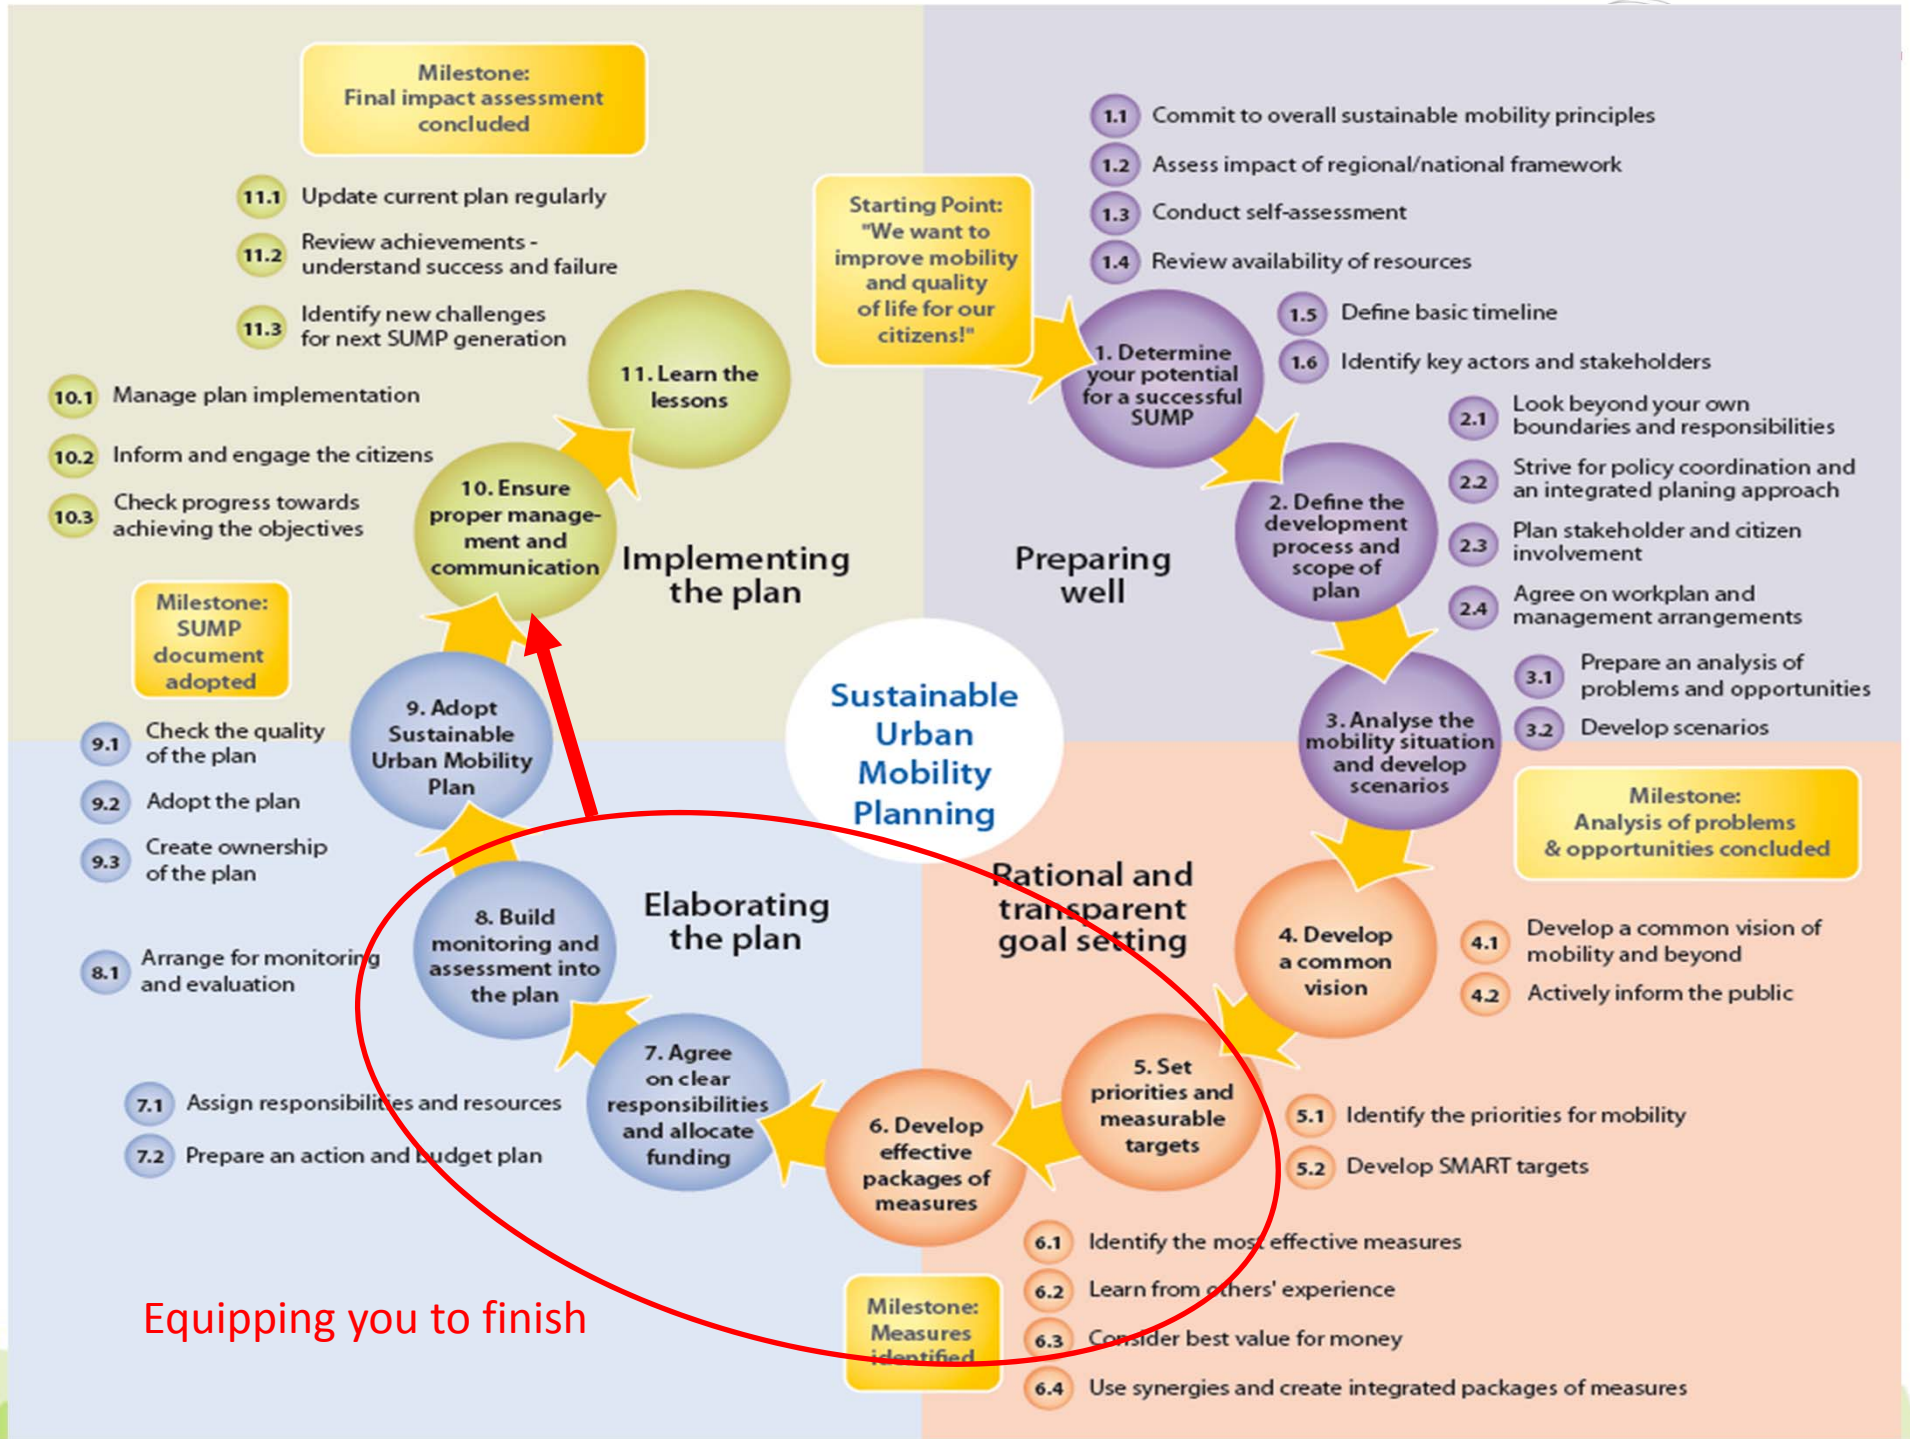 Milestone:
Final impact assessment
concluded
11.1 Update current plan regularly
11.2 Review achievements -
understand success and failure
11.3 Identify new challenges
for next SUMP generation
11. Learn the
lessons
10.1 Manage plan implementation
10.2 Inform and engage the citizens
10.3 Check progress towards
achieving the objectives
10. Ensure
proper manage-
ment and
communication
Implementing
the plan
Starting Point:
"We want to
improve mobility
and quality
of life for our
citizens!"
1.1 Commit to overall sustainable mobility principles
1.2 Assess impact of regional/national framework
1.3 Conduct self-assessment
1.4 Review availability of resources
1.5 Define basic timeline
1.6 Identify key actors and stakeholders
1. Determine
your potential
for a successful
SUMP
2.1 Look beyond your own
boundaries and responsibilities
2.2 Strive for policy coordination and
an integrated planing approach
2.3 Plan stakeholder and citizen
involvement
2.4 Agree on workplan and
management arrangements
2. Define the
development
process and
scope of
plan
Preparing
well
3.1 Prepare an analysis of
problems and opportunities
3.2 Develop scenarios
3. Analyse the
mobility situation
and develop
scenarios
Milestone:
Analysis of problems
& opportunities concluded
Sustainable
Urban
Mobility
Planning
Rational and
transparent
goal setting
4. Develop
a common
vision
4.1 Develop a common vision of
mobility and beyond
4.2 Actively inform the public
5. Set
priorities and
measurable
targets
5.1 Identify the priorities for mobility
5.2 Develop SMART targets
6. Develop
effective
packages of
measures
6.1 Identify the most effective measures
6.2 Learn from others' experience
6.3 Consider best value for money
6.4 Use synergies and create integrated packages of measures
Milestone:
Measures
identified
Elaborating
the plan
7. Agree
on clear
responsibilities
and allocate
funding
7.1 Assign responsibilities and resources
7.2 Prepare an action and budget plan
8. Build
monitoring and
assessment into
the plan
8.1 Arrange for monitoring
and evaluation
9. Adopt
Sustainable
Urban Mobility
Plan
Milestone:
SUMP
document
adopted
9.1 Check the quality
of the plan
9.2 Adopt the plan
9.3 Create ownership
of the plan
Equipping you to finish